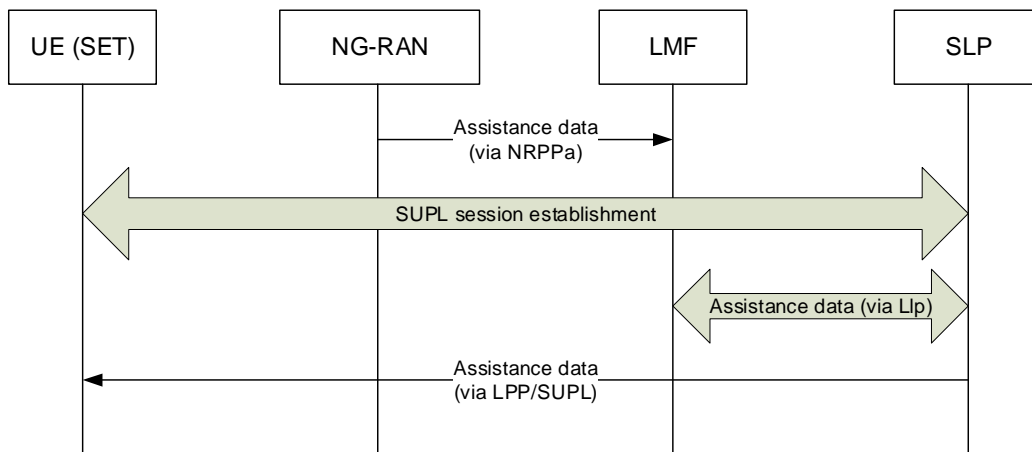 UE (SET)
NG-RAN
LMF
SLP
Assistance data
(via NRPPa)
SUPL session establishment
Assistance data (via Llp)
Assistance data
(via LPP/SUPL)